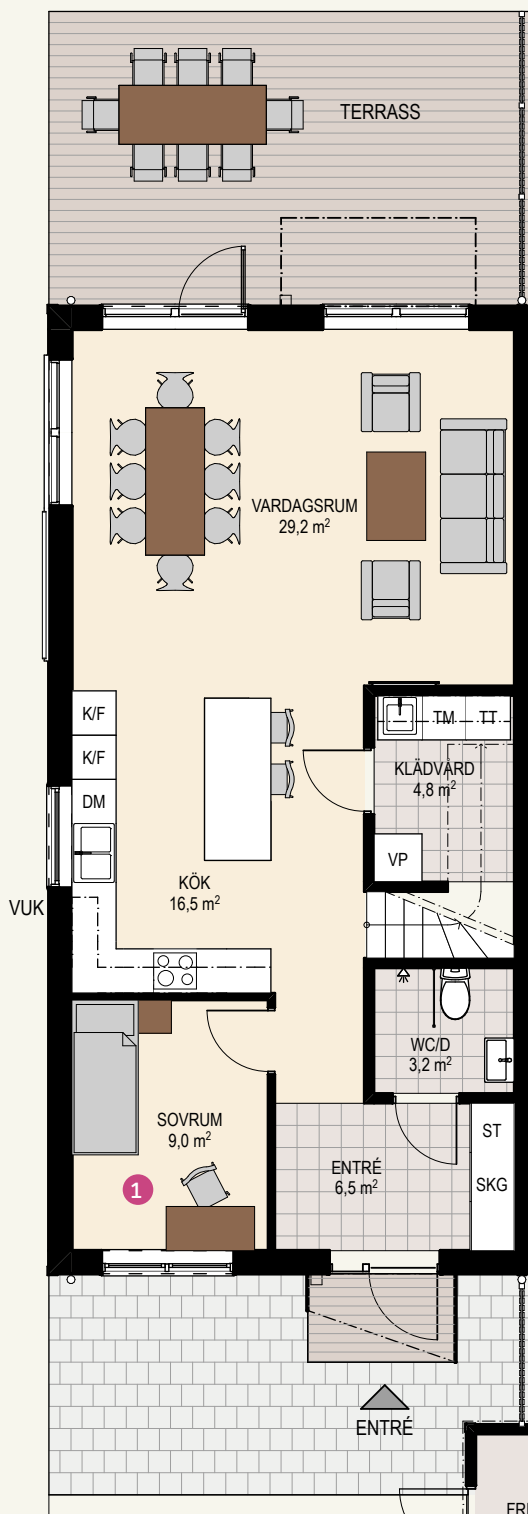 TERRASS
VARDAGSRUM
29,2 m²
K/F
K/F
DM
TM
TT
KLÄDVÅRD
4,8 m²
VP
KÖK
16,5 m²
VUK
WC/D
3,2 m²
SOVRUM
9,0 m²
1
ENTRÉ
6,5 m²
ST
SKG
ENTRÉ